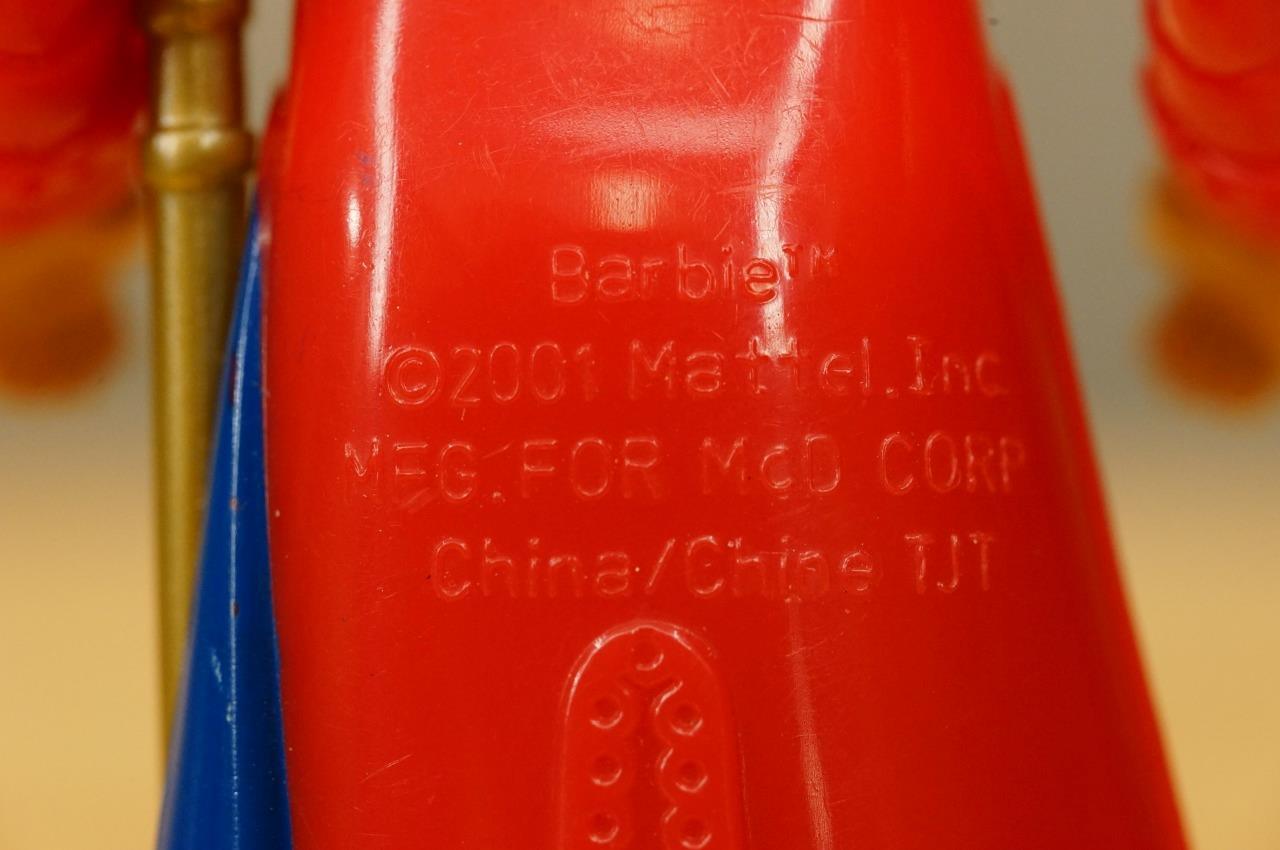 Barbie™
©2001 Mattel.Inc.
MFG.FOR McD CORP
China/Chine TJT